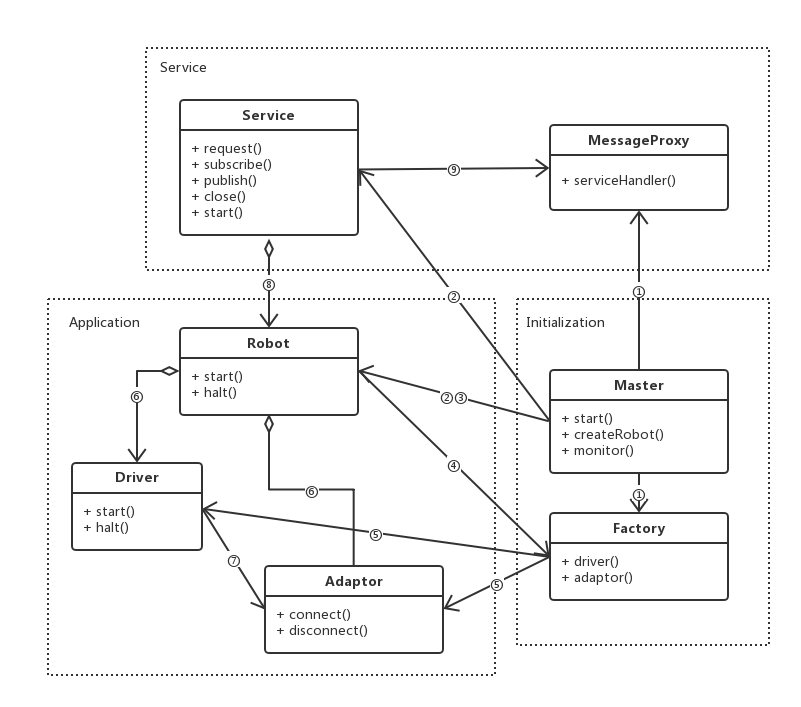 Service
Service
+ request()
+ subscribe()
+ publish()
+ close()
+ start()
MessageProxy
+ serviceHandler()
⑨
⑧
①
②
Application
Initialization
Robot
+ start()
+ halt()
Master
+ start()
+ createRobot()
+ monitor()
②③
⑥
④
⑥
①
Driver
+ start()
+ halt()
Factory
+ driver()
+ adaptor()
⑤
⑦
⑤
Adaptor
+ connect()
+ disconnect()